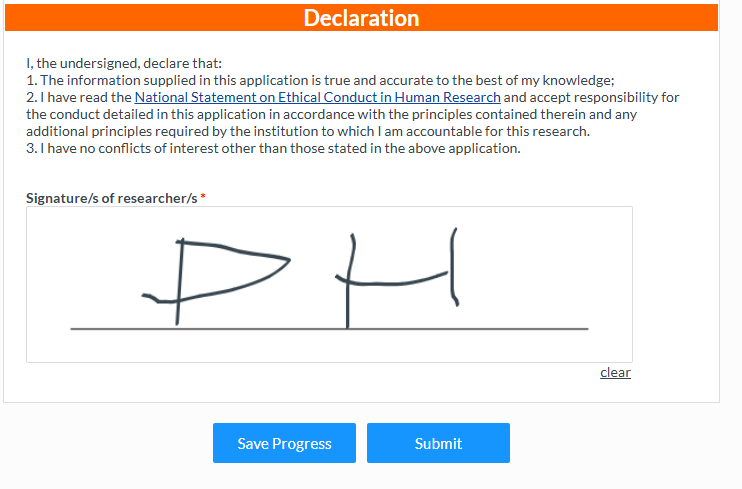 Declaration
I, the undersigned, declare that:
1. The information supplied in this application is true and accurate to the best of my knowledge;
2. I have read the National Statement on Ethical Conduct in Human Research and accept responsibility for
the conduct detailed in this application in accordance with the principles contained therein and any
additional principles required by the institution to which I am accountable for this research.
3. I have no conflicts of interest other than those stated in the above application.
Signature/s of researcher/s *
D H
clear
Save Progress
Submit